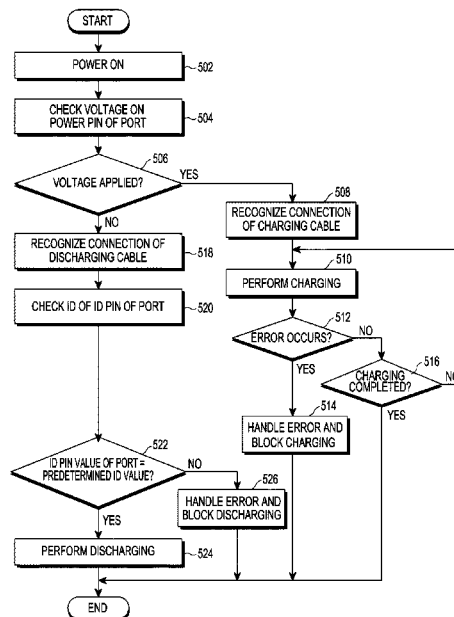 START
POWER ON
502
CHECK VOLTAGE ON
POWER PIN OF PORT
504
506
VOLTAGE APPLIED?
YES
NO
508
RECOGNIZE CONNECTION
OF CHARGING CABLE
RECOGNIZE CONNECTION OF
DISCHARGING CABLE
518
510
PERFORM CHARGING
CHECK ID OF ID PIN OF PORT
520
512
ERROR OCCURS?
NO
YES
516
CHARGING
COMPLETED?
NO
YES
514
HANDLE ERROR AND
BLOCK CHARGING
522
ID PIN VALUE OF PORT =
PREDETERMINED ID VALUE?
NO
YES
526
HANDLE ERROR AND
BLOCK DISCHARGING
PERFORM DISCHARGING
524
END